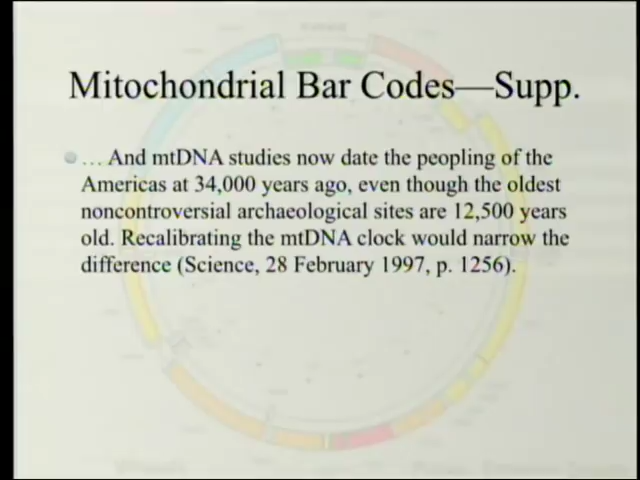 Mitochondrial Bar Codes—Supp.
… And mtDNA studies now date the peopling of the
Americas at 34,000 years ago, even though the oldest
noncontroversial archaeological sites are 12,500 years
old. Recalibrating the mtDNA clock would narrow the
difference (Science, 28 February 1997, p. 1256).